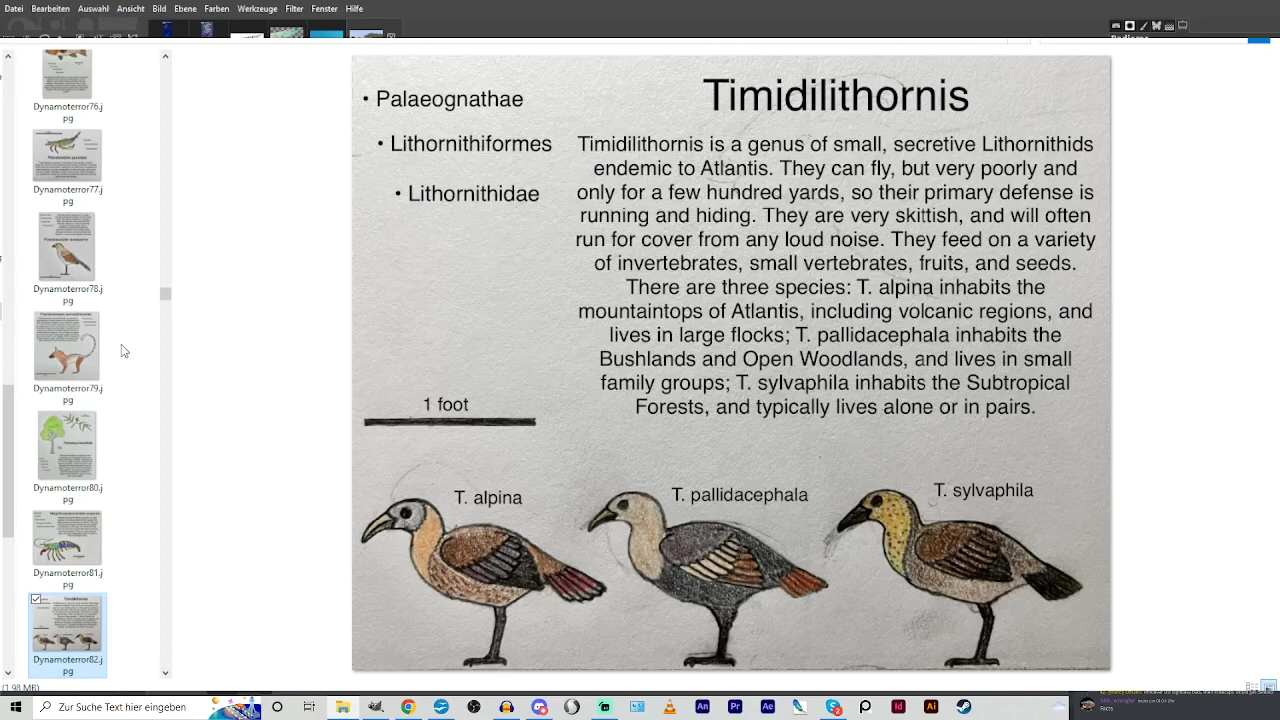 Datei Bearbeiten Auswahl Ansicht Bild Ebene Farben Werkzeuge Filter Fenster Hilfe
Dynamoterror76.j
pg
Dynamoterror77.j
pg
Dynamoterror78.j
pg
Dynamoterror79.j
pg
Dynamoterror80.j
pg
Dynamoterror81.j
pg
Dynamoterror82.j
pg
(1,98 MB)
• Palaeognathae
• Lithornithiformes
• Lithornithidae
Timidilithornis
Timidilithornis is a genus of small, secretive Lithornithids
endemic to Atlantis. They can fly, but very poorly and
only for a few hundred yards, so their primary defense is
running and hiding. They are very skittish, and will often
run for cover from any loud noise. They feed on a variety
of invertebrates, small vertebrates, fruits, and seeds.
There are three species: T. alpina inhabits the
mountaintops of Atlantis, including volcanic regions, and
lives in large flocks; T. pallidacephala inhabits the
Bushlands and Open Woodlands, and lives in small
family groups; T. sylvaphila inhabits the Subtropical
Forests, and typically lives alone or in pairs.
1 foot
T. alpina
T. pallidacephala
T. sylvaphila
Zur Suche Text hier eingeben
Facts